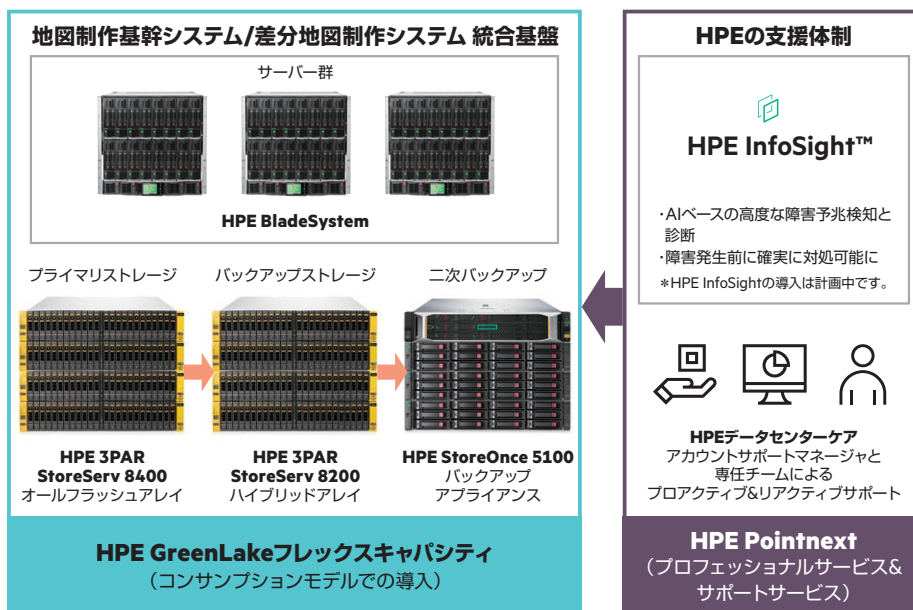 地図制作基幹システム/差分地図制作システム 統合基盤
サーバー群
HPE BladeSystem
プライマリストレージ
バックアップストレージ
二次バックアップ
HPE 3PAR
StoreServ 8400
オールフラッシュアレイ
HPE 3PAR
StoreServ 8200
ハイブリッドアレイ
HPE StoreOnce 5100
バックアップ
アプライアンス
HPE GreenLakeフレックスキャパシティ
（コンサンプションモデルでの導入）
HPEの支援体制
HPE InfoSight™
・AIベースの高度な障害予兆検知と
診断
・障害発生前に確実に対処可能に
＊HPE InfoSightの導入は計画中です。
HPEデータセンターケア
アカウントサポートマネージャと
専任チームによる
プロアクティブ&リアクティブサポート
HPE Pointnext
（プロフェッショナルサービス&
サポートサービス）